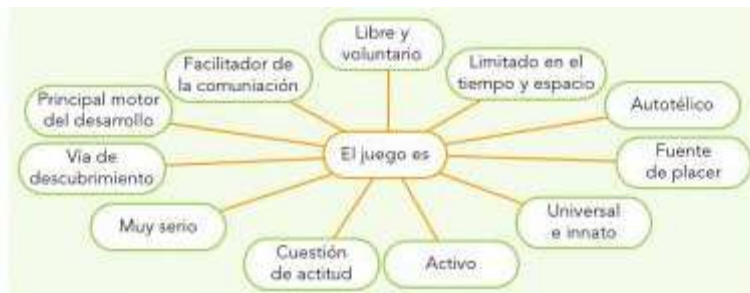 Libre y
voluntario
Facilitador de
la comuniación
Limitado en el
tiempo y espacio
Principal motor
del desarrollo
Autotélico
El juego es
Vía de
descubrimiento
Fuente
de placer
Muy serio
Universal
e innato
Cuestión
de actitud
Activo